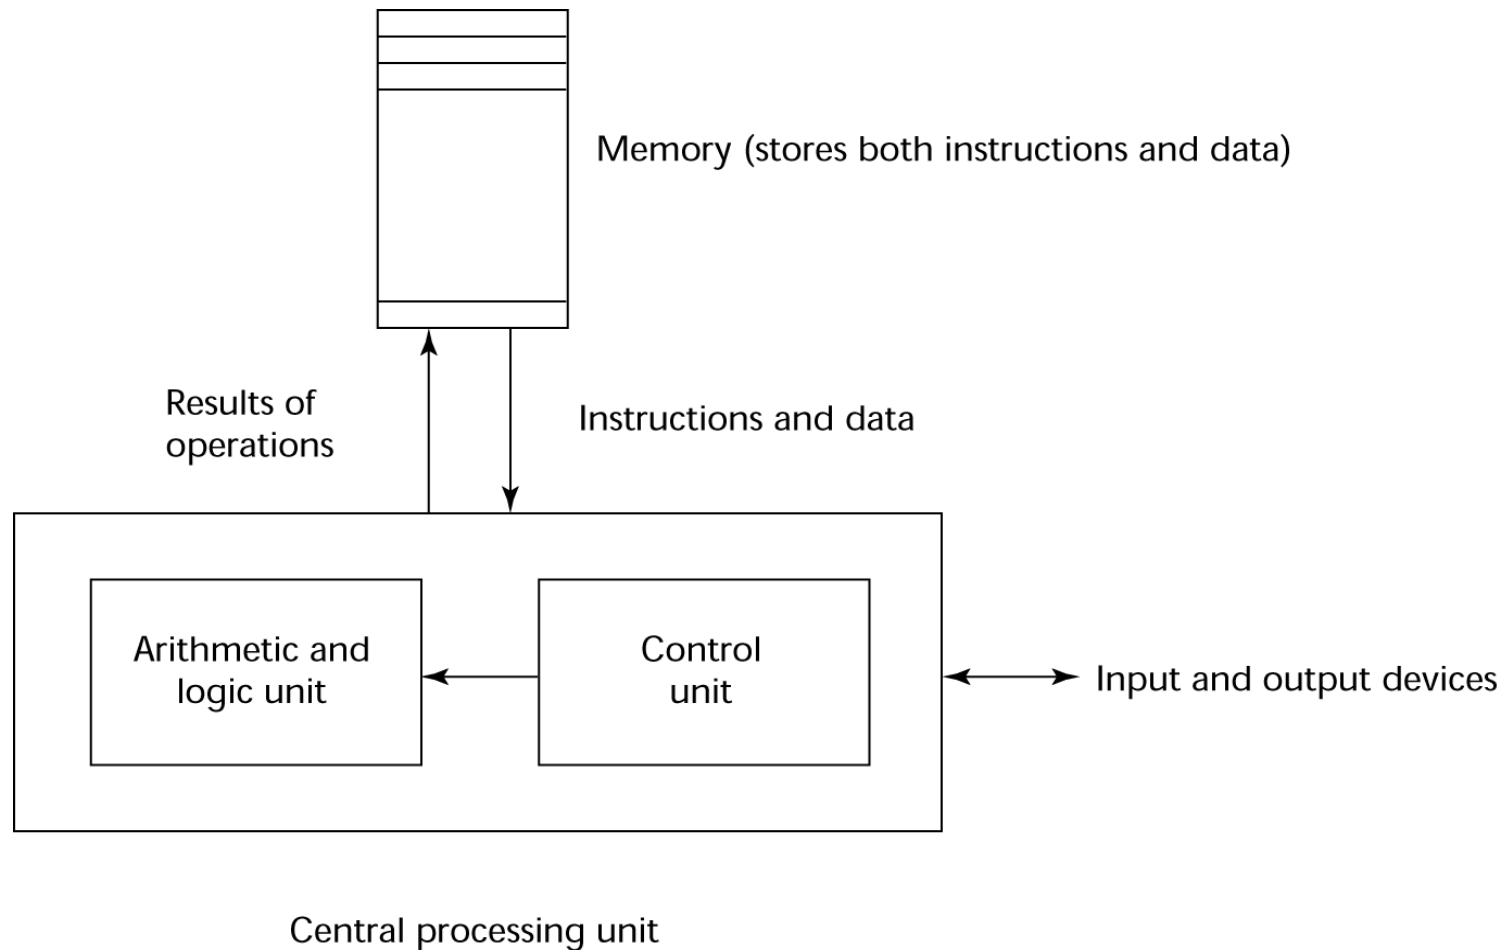 Memory (stores both instructions and data)
Results of
operations
Instructions and data
Arithmetic and
logic unit
Control
unit
Input and output devices
Central processing unit